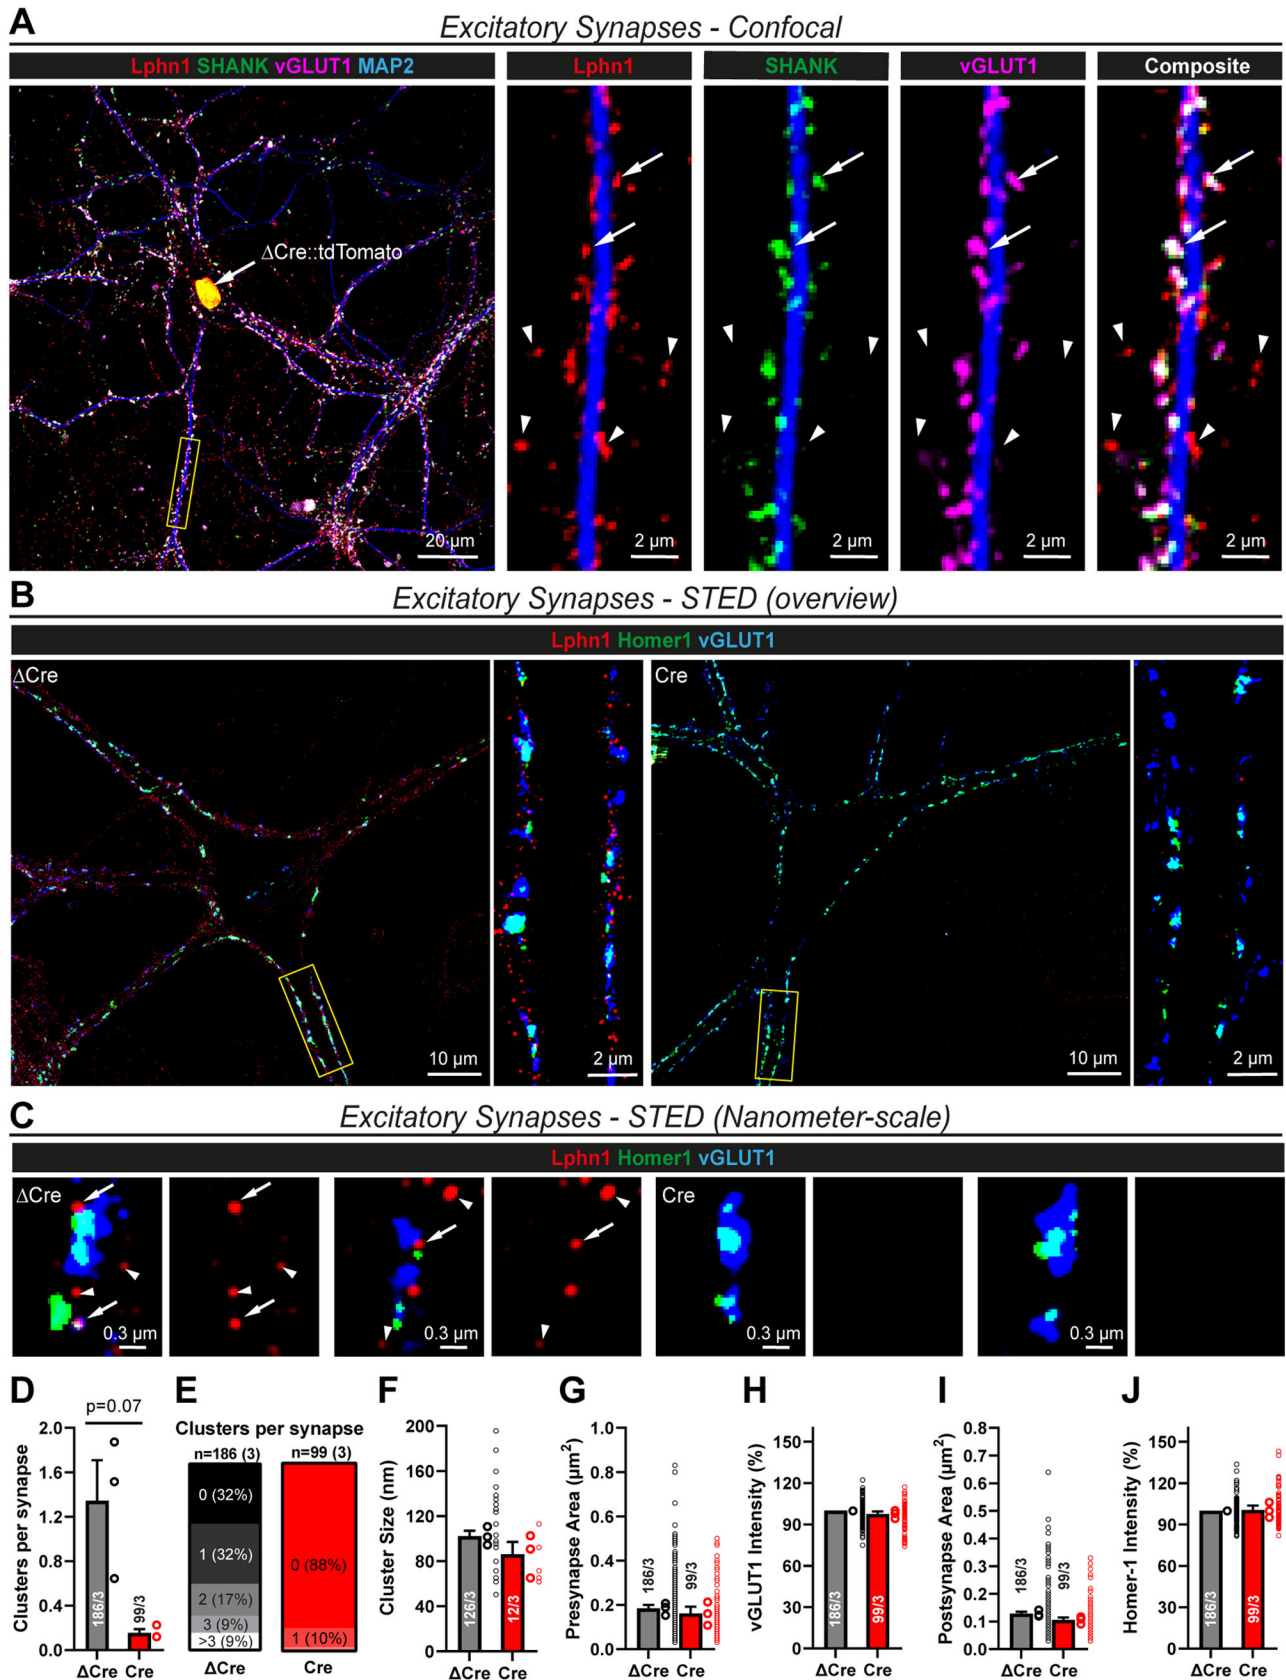 A
Excitatory Synapses - Confocal
Lphn1 SHANK vGLUT1 MAP2
Lphn1
SHANK
vGLUT1
Composite
ΔCre::tdTomato
20 µm
2 µm
2 µm
2 µm
2 µm
B
Excitatory Synapses - STED (overview)
Lphn1 Homer1 vGLUT1
ΔCre
Cre
10 µm
2 µm
10 µm
2 µm
C
Excitatory Synapses - STED (Nanometer-scale)
Lphn1 Homer1 vGLUT1
ΔCre
Cre
0.3 µm
0.3 µm
0.3 µm
0.3 µm
D
p=0.07
Clusters per synapse
2.0
1.6
1.2
0.8
0.4
0.0
186/3
99/3
ΔCre Cre
E
Clusters per synapse
n=186 (3)
n=99 (3)
0 (32%)
1 (32%)
2 (17%)
3 (9%)
>3 (9%)
0 (88%)
1 (10%)
ΔCre
Cre
F
Cluster Size (nm)
200
160
120
80
40
0
126/3
12/3
ΔCre Cre
G
Presynapse Area (µm²)
1.0
0.8
0.6
0.4
0.2
0.0
186/3
99/3
ΔCre Cre
H
vGLUT1 Intensity (%)
150
120
90
60
30
0
186/3
99/3
ΔCre Cre
I
Postsynapse Area (µm²)
0.8
0.7
0.6
0.5
0.4
0.3
0.2
0.1
0.0
186/3
99/3
ΔCre Cre
J
Homer-1 Intensity (%)
150
120
90
60
30
0
186/3
99/3
ΔCre Cre